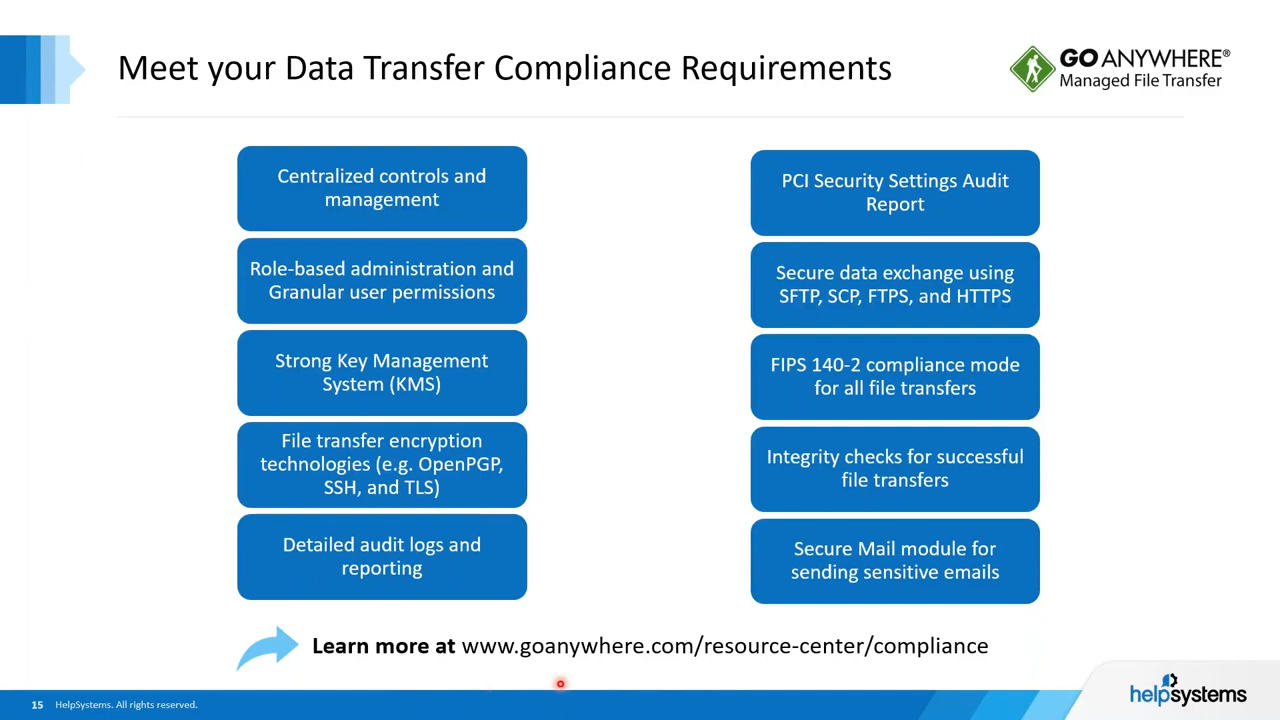 Meet your Data Transfer Compliance Requirements
GO ANYWHERE®
Managed File Transfer
Centralized controls and
management
Role-based administration and
Granular user permissions
Strong Key Management
System (KMS)
File transfer encryption
technologies (e.g. OpenPGP,
SSH, and TLS)
Detailed audit logs and
reporting
PCI Security Settings Audit
Report
Secure data exchange using
SFTP, SCP, FTPS, and HTTPS
FIPS 140-2 compliance mode
for all file transfers
Integrity checks for successful
file transfers
Secure Mail module for
sending sensitive emails
Learn more at www.goanywhere.com/resource-center/compliance
15 HelpSystems. All rights reserved.
helpsystems